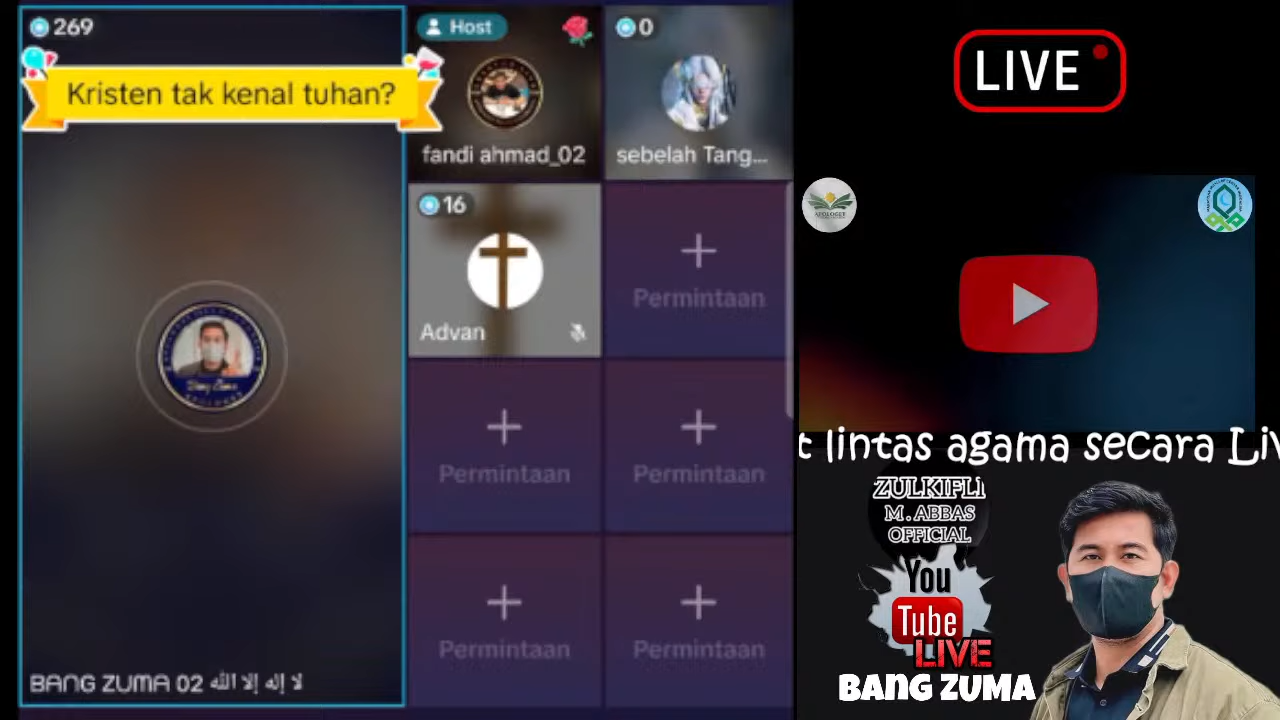 269
Kristen tak kenal tuhan?
BANG ZUMA 02 لا إله إلا الله
Host
fandi ahmad_02
0
sebelah Tang...
16
Advan
Permintaan
Permintaan
Permintaan
Permintaan
Permintaan
LIVE
t lintas agama secara Liv
ZULKIFLI
M. ABBAS
OFFICIAL
You
Tube
LIVE
BANG ZUMA